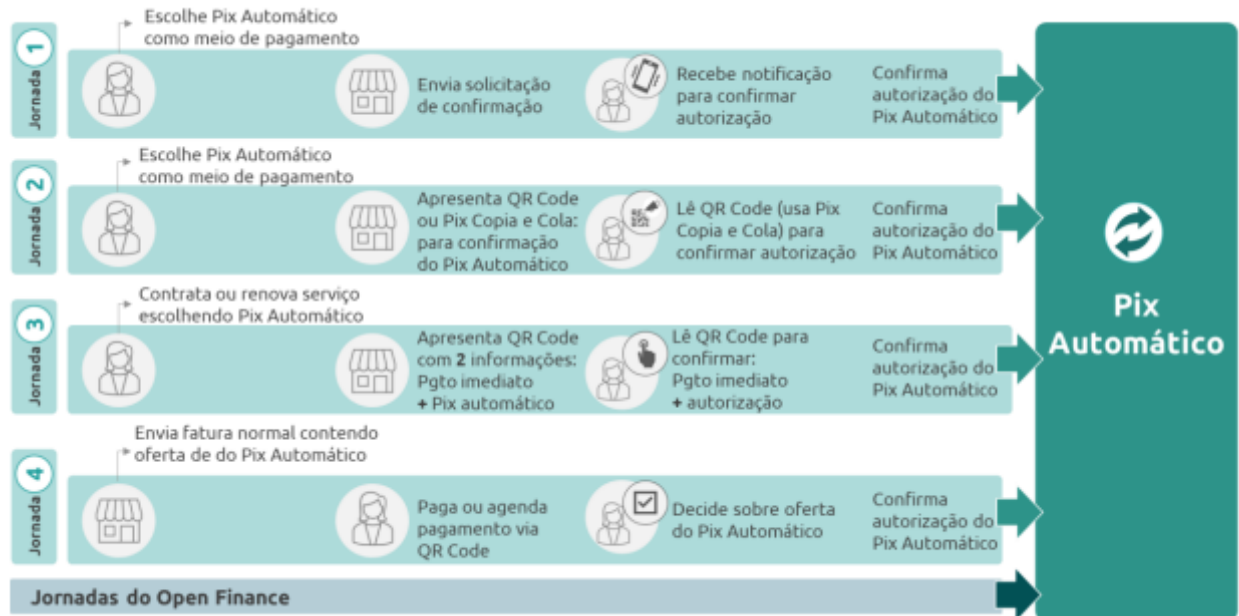 Jornada 1
Escolhe Pix Automático
como meio de pagamento
Envia solicitação
de confirmação
Recebe notificação
para confirmar
autorização
Confirma
autorização do
Pix Automático
Jornada 2
Escolhe Pix Automático
como meio de pagamento
Apresenta QR Code
ou Pix Copia e Cola:
para confirmação
do Pix Automático
Lê QR Code (usa Pix
Copia e Cola) para
confirmar autorização
Confirma
autorização do
Pix Automático
Jornada 3
Contrata ou renova serviço
escolhendo Pix Automático
Apresenta QR Code
com 2 informações:
Pgto imediato
+ Pix automático
Lê QR Code para
confirmar:
Pgto imediato
+ autorização
Confirma
autorização do
Pix Automático
Jornada 4
Envia fatura normal contendo
oferta de do Pix Automático
Paga ou agenda
pagamento via
QR Code
Decide sobre oferta
do Pix Automático
Confirma
autorização do
Pix Automático
Jornadas do Open Finance
Pix
Automático